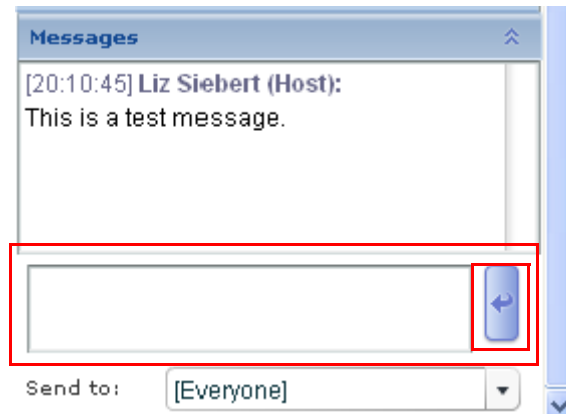 Messages
[20:10:45] Liz Siebert (Host):
This is a test message.
Send to: [Everyone]